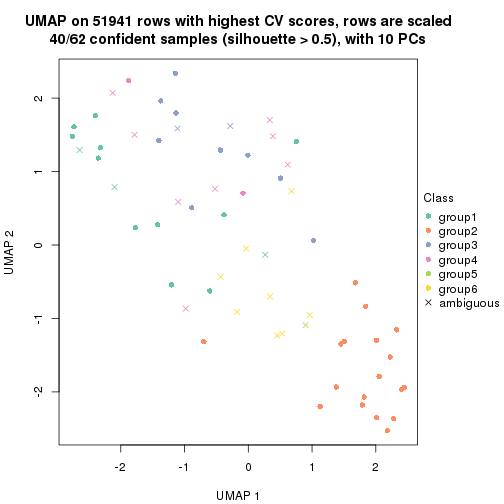 UMAP on 51941 rows with highest CV scores, rows are scaled
40/62 confident samples (silhouette > 0.5), with 10 PCs
UMAP 2
2
1
0
-1
-2
-2
-1
0
1
2
UMAP 1
Class
group1
group2
group3
group4
group5
group6
ambiguous